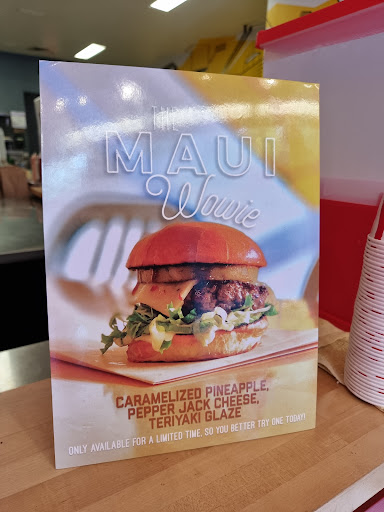 THE
MAUI
Wowie
CARAMELIZED PINEAPPLE,
PEPPER JACK CHEESE,
TERIYAKI GLAZE
ONLY AVAILABLE FOR A LIMITED TIME, SO YOU BETTER TRY ONE TODAY!